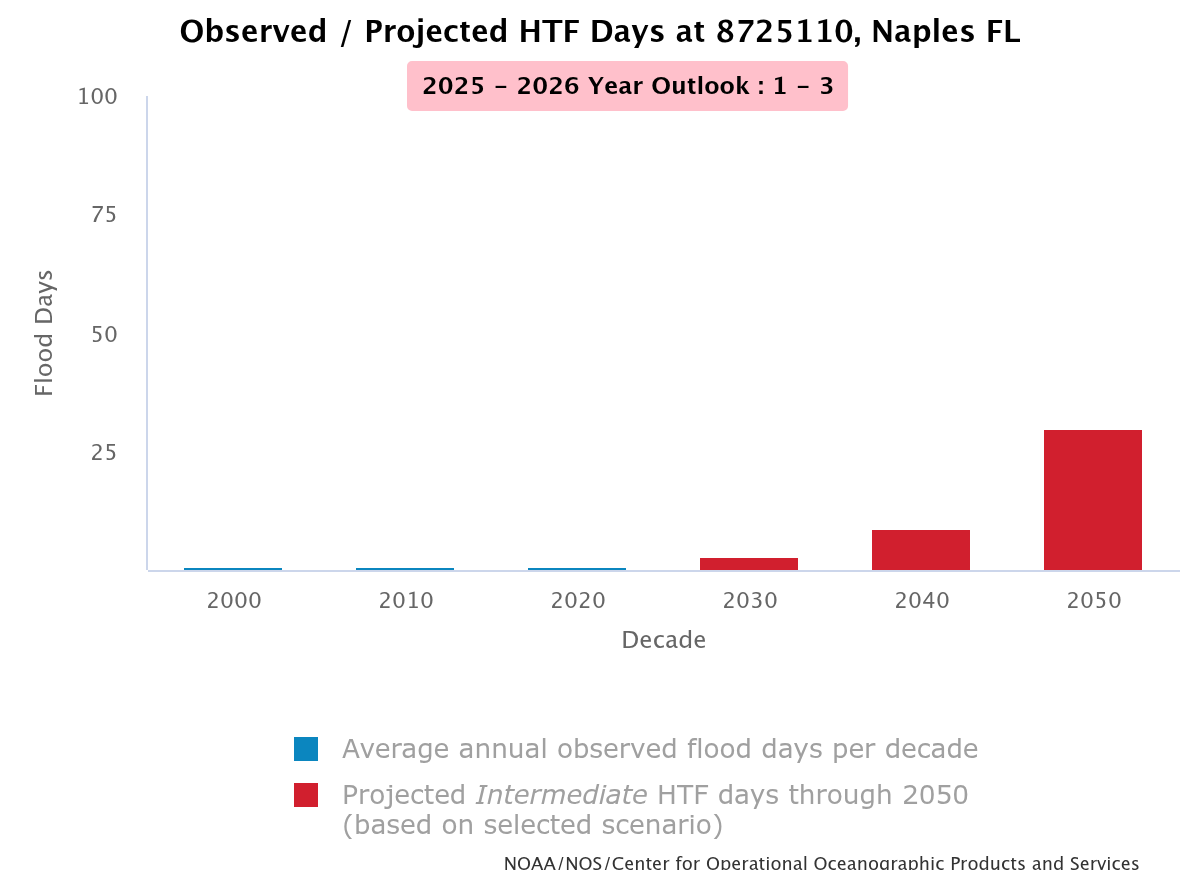 Observed / Projected HTF Days at 8725110, Naples FL
2025 – 2026 Year Outlook : 1 – 3
100
75
50
25
Flood Days
2000 2010 2020 2030 2040 2050
Decade
Average annual observed flood days per decade
Projected Intermediate HTF days through 2050
(based on selected scenario)
NOAA/NOS/Center for Operational Oceanographic Products and Services